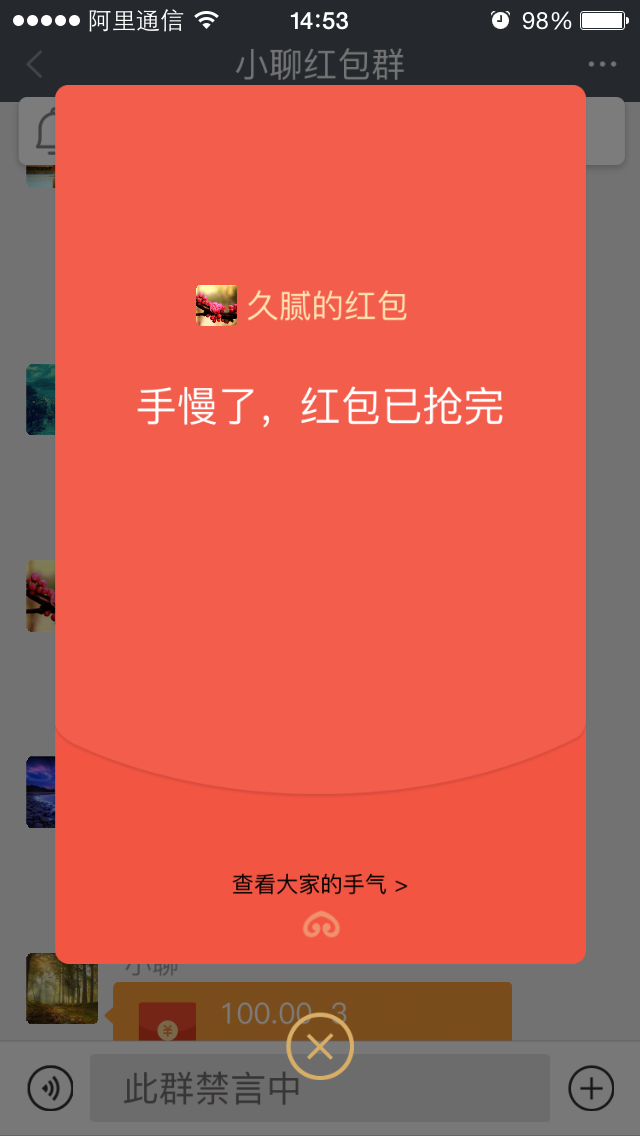 阿里通信 14:53 98%
小聊红包群
久腻的红包
手慢了，红包已抢完
查看大家的手气 >
小聊
100.00-3
此群禁言中